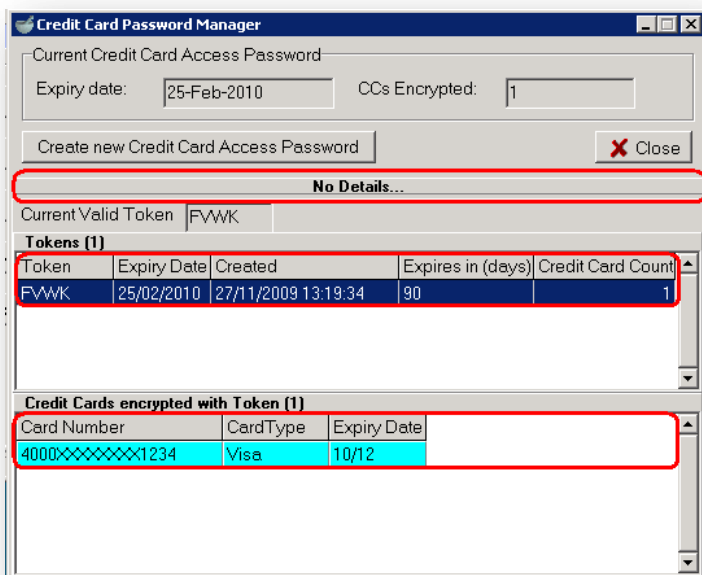 Credit Card Password Manager
Current Credit Card Access Password
Expiry date: 25-Feb-2010 CCs Encrypted: 1
Create new Credit Card Access Password Close
No Details...
Current Valid Token FVWK
Tokens (1)
Token Expiry Date Created Expires in (days) Credit Card Count
FVWK 25/02/2010 27/11/2009 13:19:34 90 1
Credit Cards encrypted with Token (1)
Card Number CardType Expiry Date
4000XXXXXXXX1234 Visa 10/12